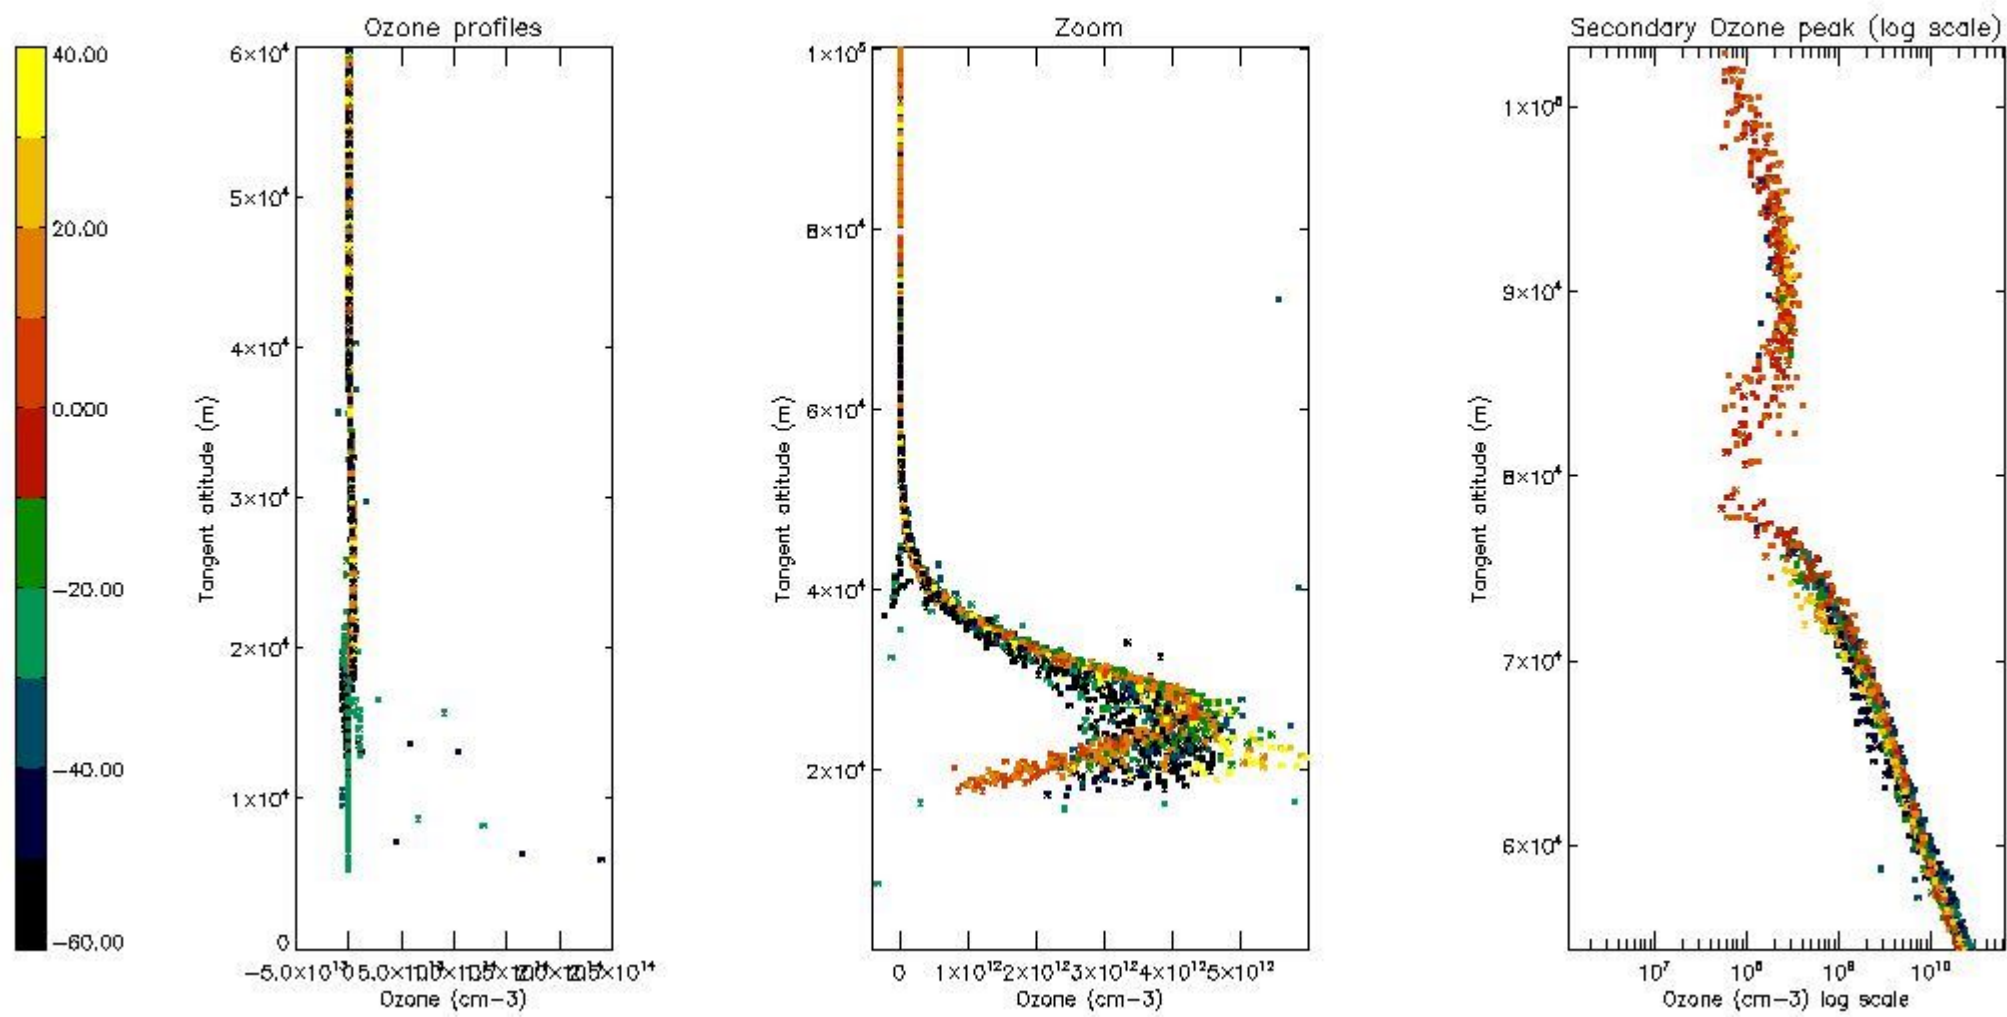 Ozone profiles
Zoom
Secondary Ozone peak (log scale)
40.00
20.00
0.000
-20.00
-40.00
-60.00
Tangent altitude (m)
6×10⁴
5×10⁴
4×10⁴
3×10⁴
2×10⁴
1×10⁴
0
Ozone (cm-3)
Tangent altitude (m)
1×10⁵
8×10⁴
6×10⁴
4×10⁴
2×10⁴
0 1×10¹² 2×10¹² 3×10¹² 4×10¹² 5×10¹²
Ozone (cm-3)
Tangent altitude (m)
1×10⁵
9×10⁴
8×10⁴
7×10⁴
6×10⁴
10⁷ 10⁸ 10⁹ 10¹⁰
Ozone (cm-3) log scale